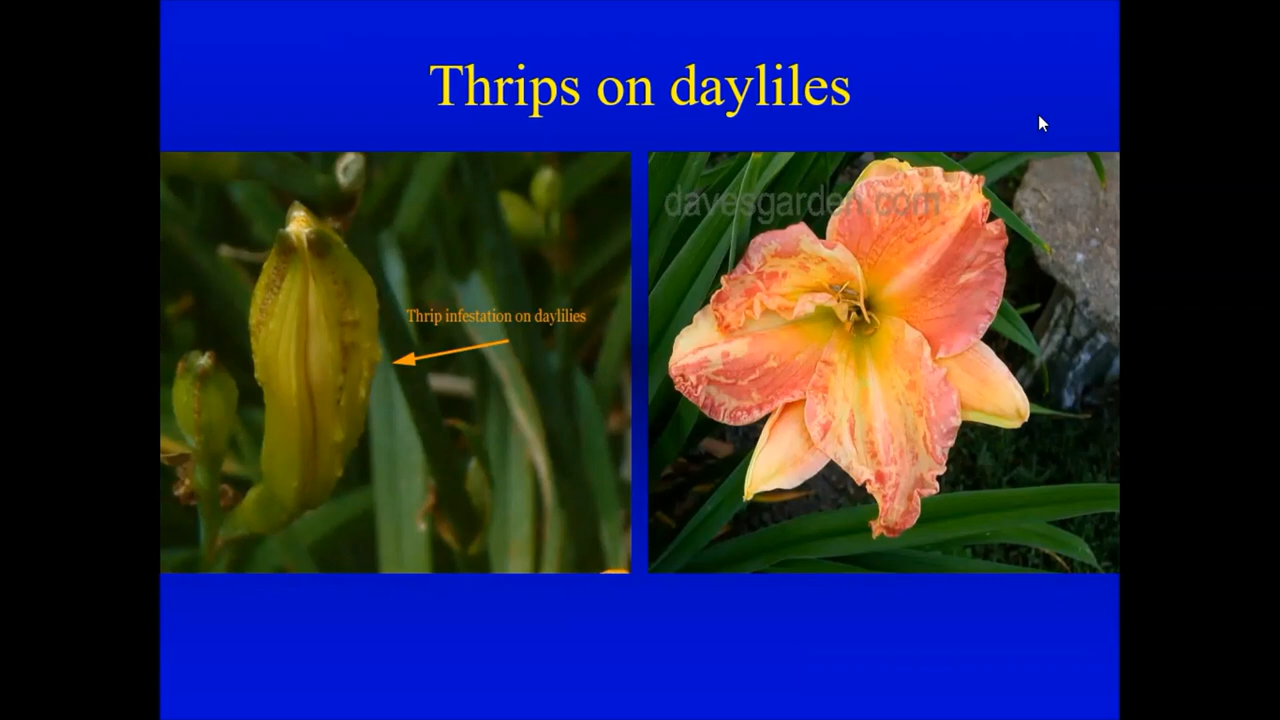 Thrips on dayliles
davesgarden.com
Thrip infestation on daylilies